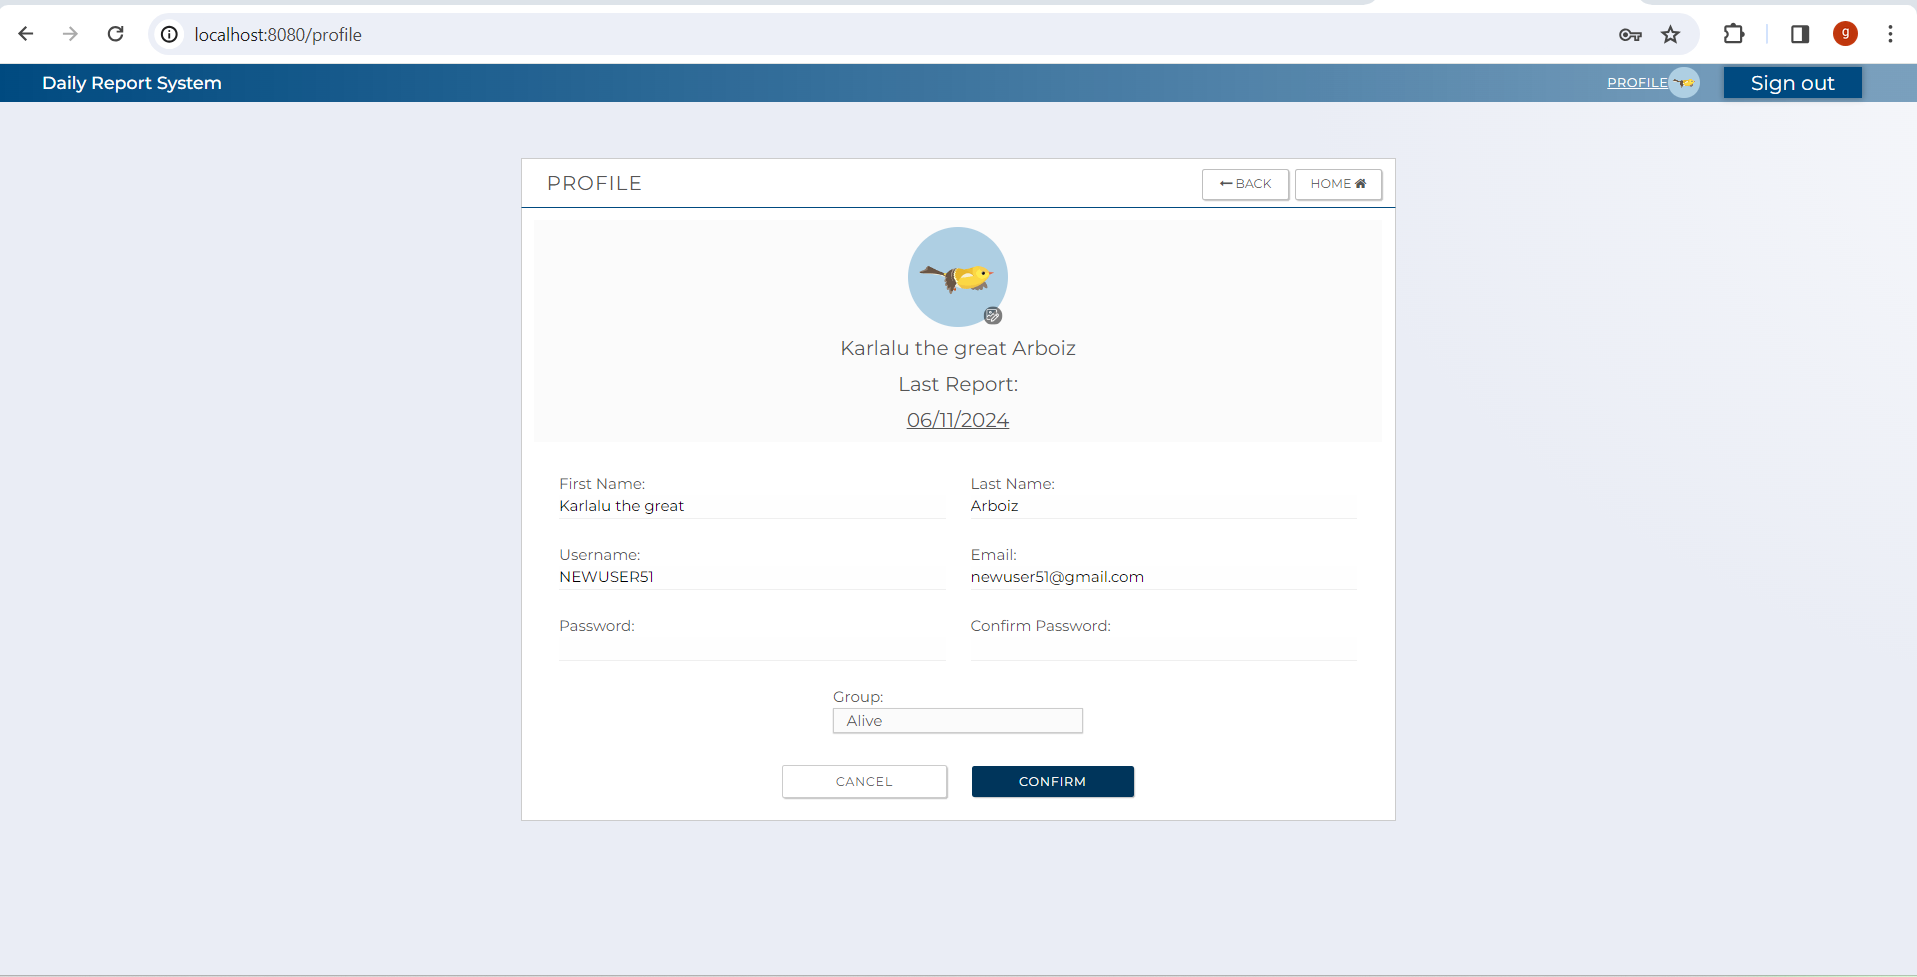 localhost:8080/profile
g
Daily Report System
PROFILE
Sign out
PROFILE
BACK
HOME
Karlalu the great Arboiz
Last Report:
06/11/2024
First Name:
Karlalu the great
Last Name:
Arboiz
Username:
NEWUSER51
Email:
newuser51@gmail.com
Password:
Confirm Password:
Group:
Alive
CANCEL
CONFIRM